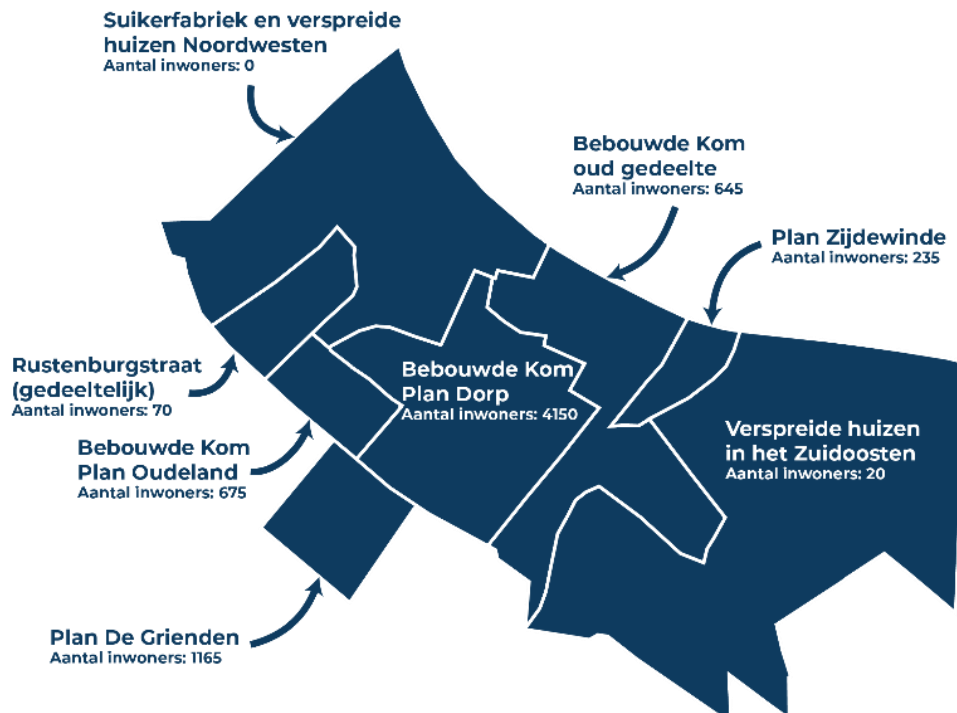 Suikerfabriek en verspreide
huizen Noordwesten
Aantal inwoners: 0
Bebouwde Kom
oud gedeelte
Aantal inwoners: 645
Plan Zijdewinde
Aantal inwoners: 235
Rustenburgstraat
(gedeeltelijk)
Aantal inwoners: 70
Bebouwde Kom
Plan Dorp
Aantal inwoners: 4150
Verspreide huizen
in het Zuidoosten
Aantal inwoners: 20
Bebouwde Kom
Plan Oudeland
Aantal inwoners: 675
Plan De Grienden
Aantal inwoners: 1165